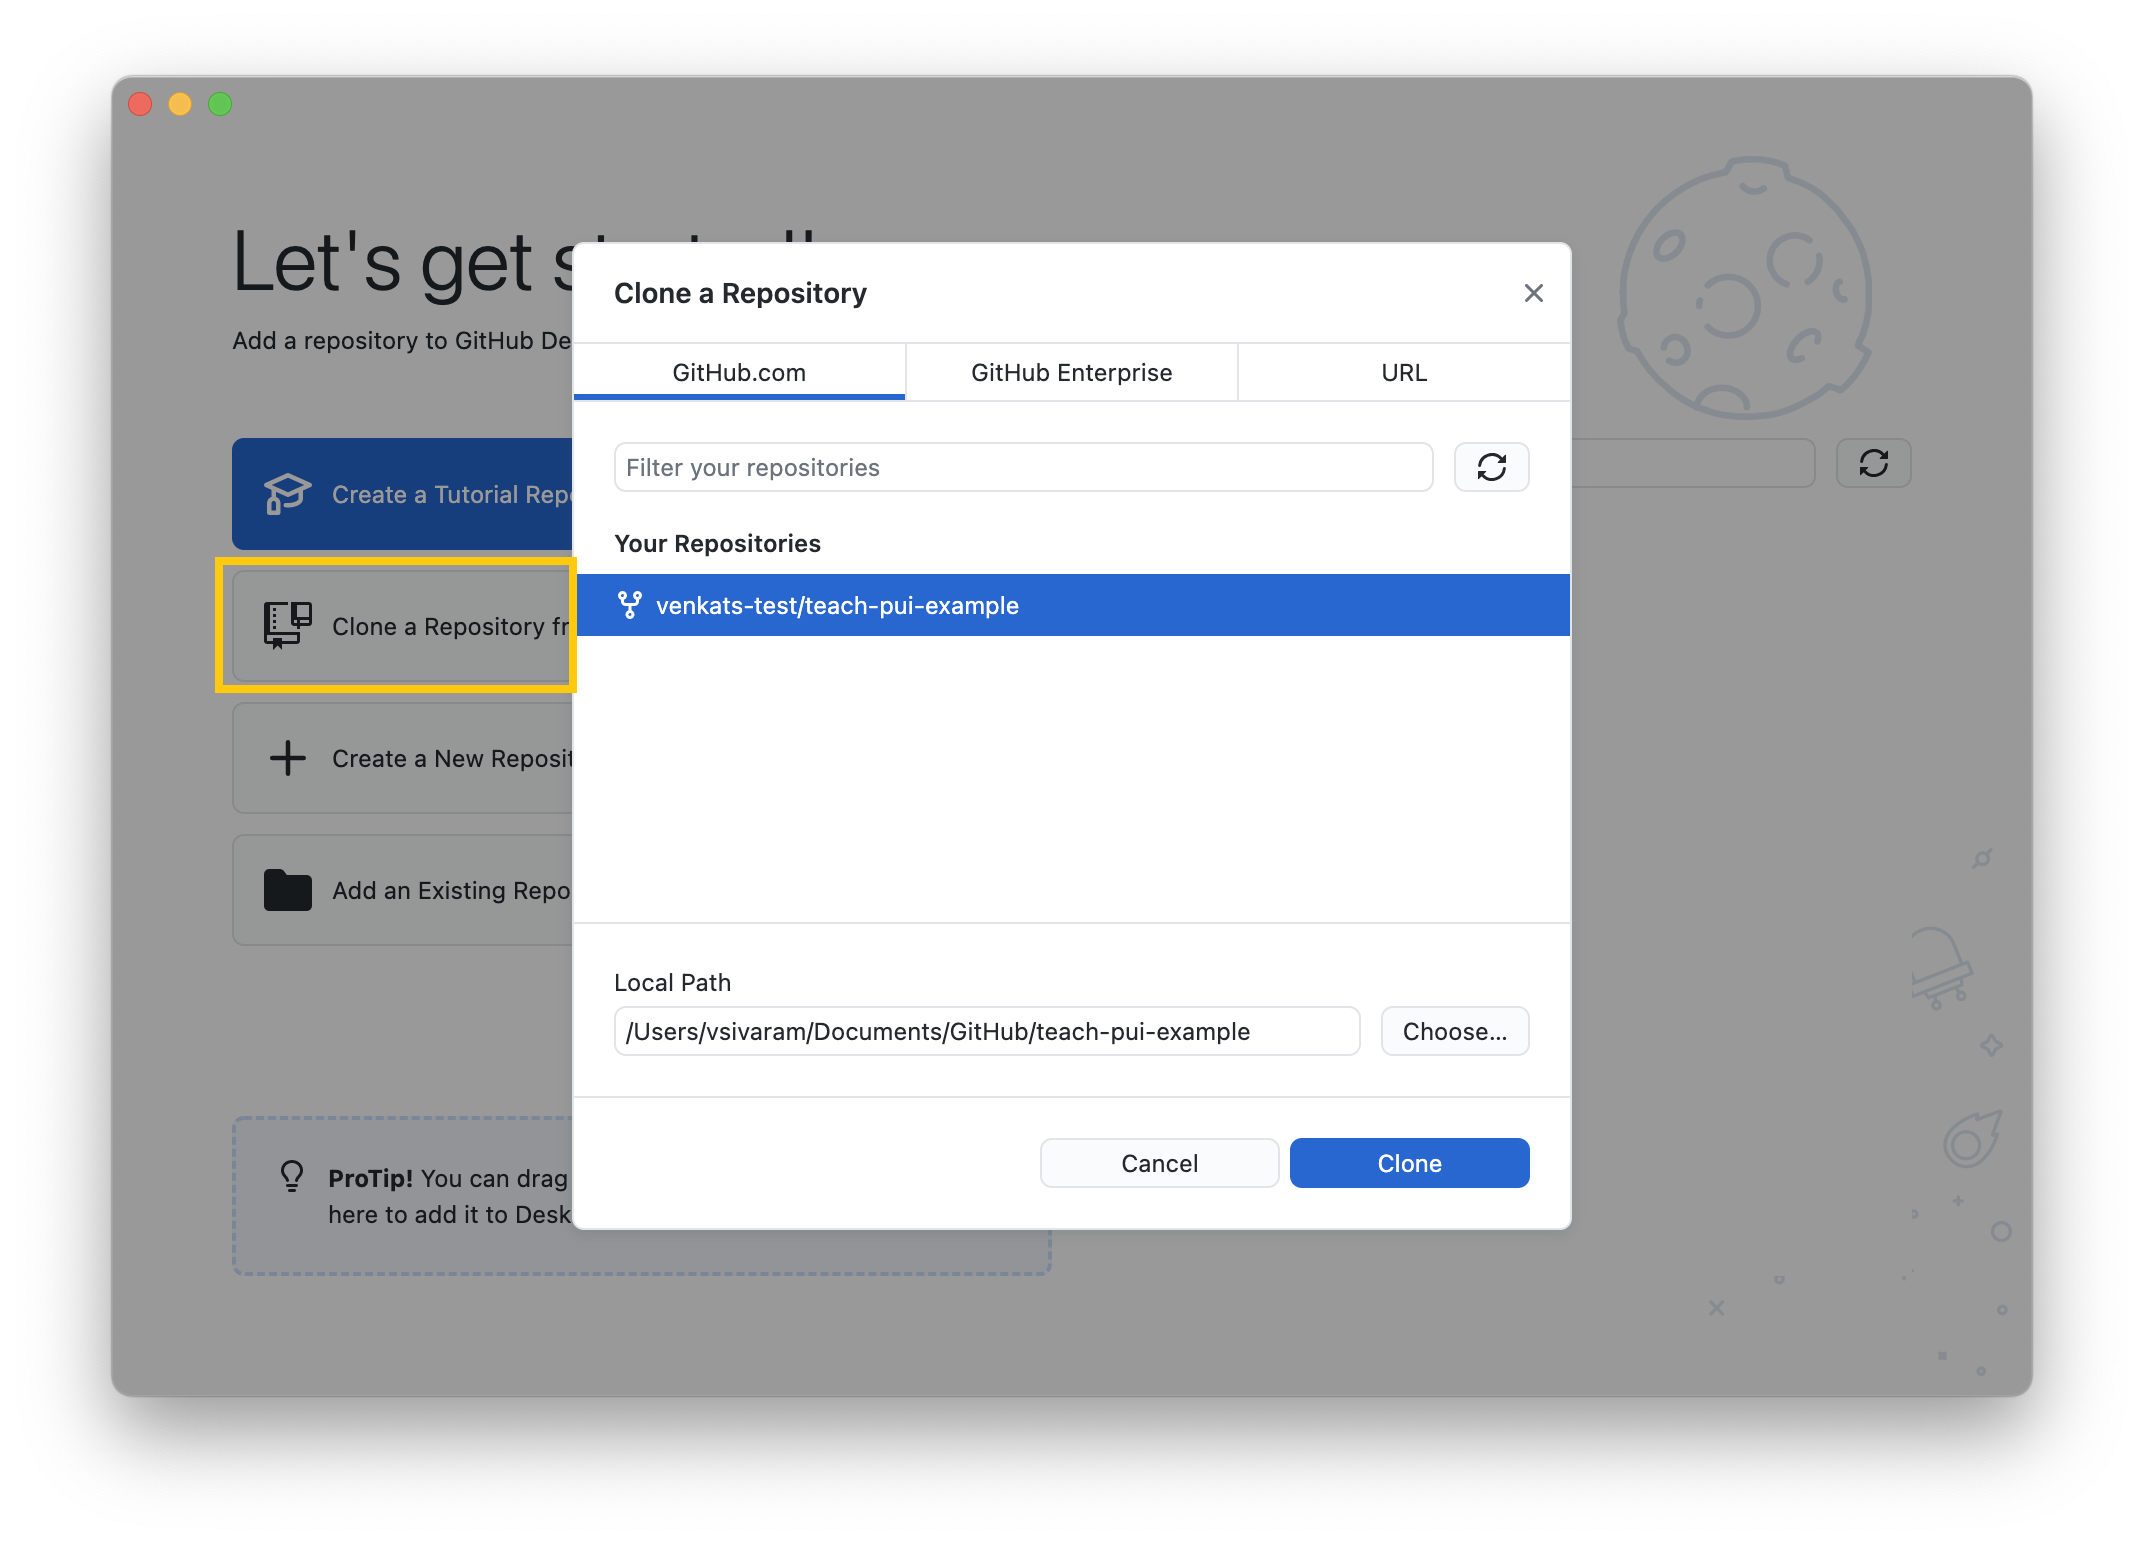 Let's get
Add a repository to GitHub De
Create a Tutorial Rep
Clone a Repository fr
Create a New Reposit
Add an Existing Repo
ProTip! You can drag
here to add it to Desk
Clone a Repository
GitHub.com
GitHub Enterprise
URL
Filter your repositories
Your Repositories
venkats-test/teach-pui-example
Local Path
/Users/vsivaram/Documents/GitHub/teach-pui-example
Choose...
Cancel
Clone